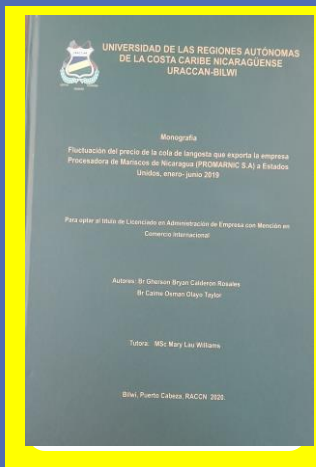 UNIVERSIDAD DE LAS REGIONES AUTÓNOMAS
DE LA COSTA CARIBE NICARAGÜENSE
URACCAN-BILWI
Monografía
Fluctuación del precio de la cola de langosta que exporta la empresa
Procesadora de Mariscos de Nicaragua (PROMARNIC S.A) a Estados
Unidos, enero- junio 2019
Para optar al título de Licenciado en Administración de Empresa con Mención en
Comercio Internacional
Autores: Br Gherson Bryan Calderón Rosales
Br Carine Osman Olayo Taylor
Tutora: MSc Mary Lau Williams
Bilwi, Puerto Cabeza, RACCN 2020.